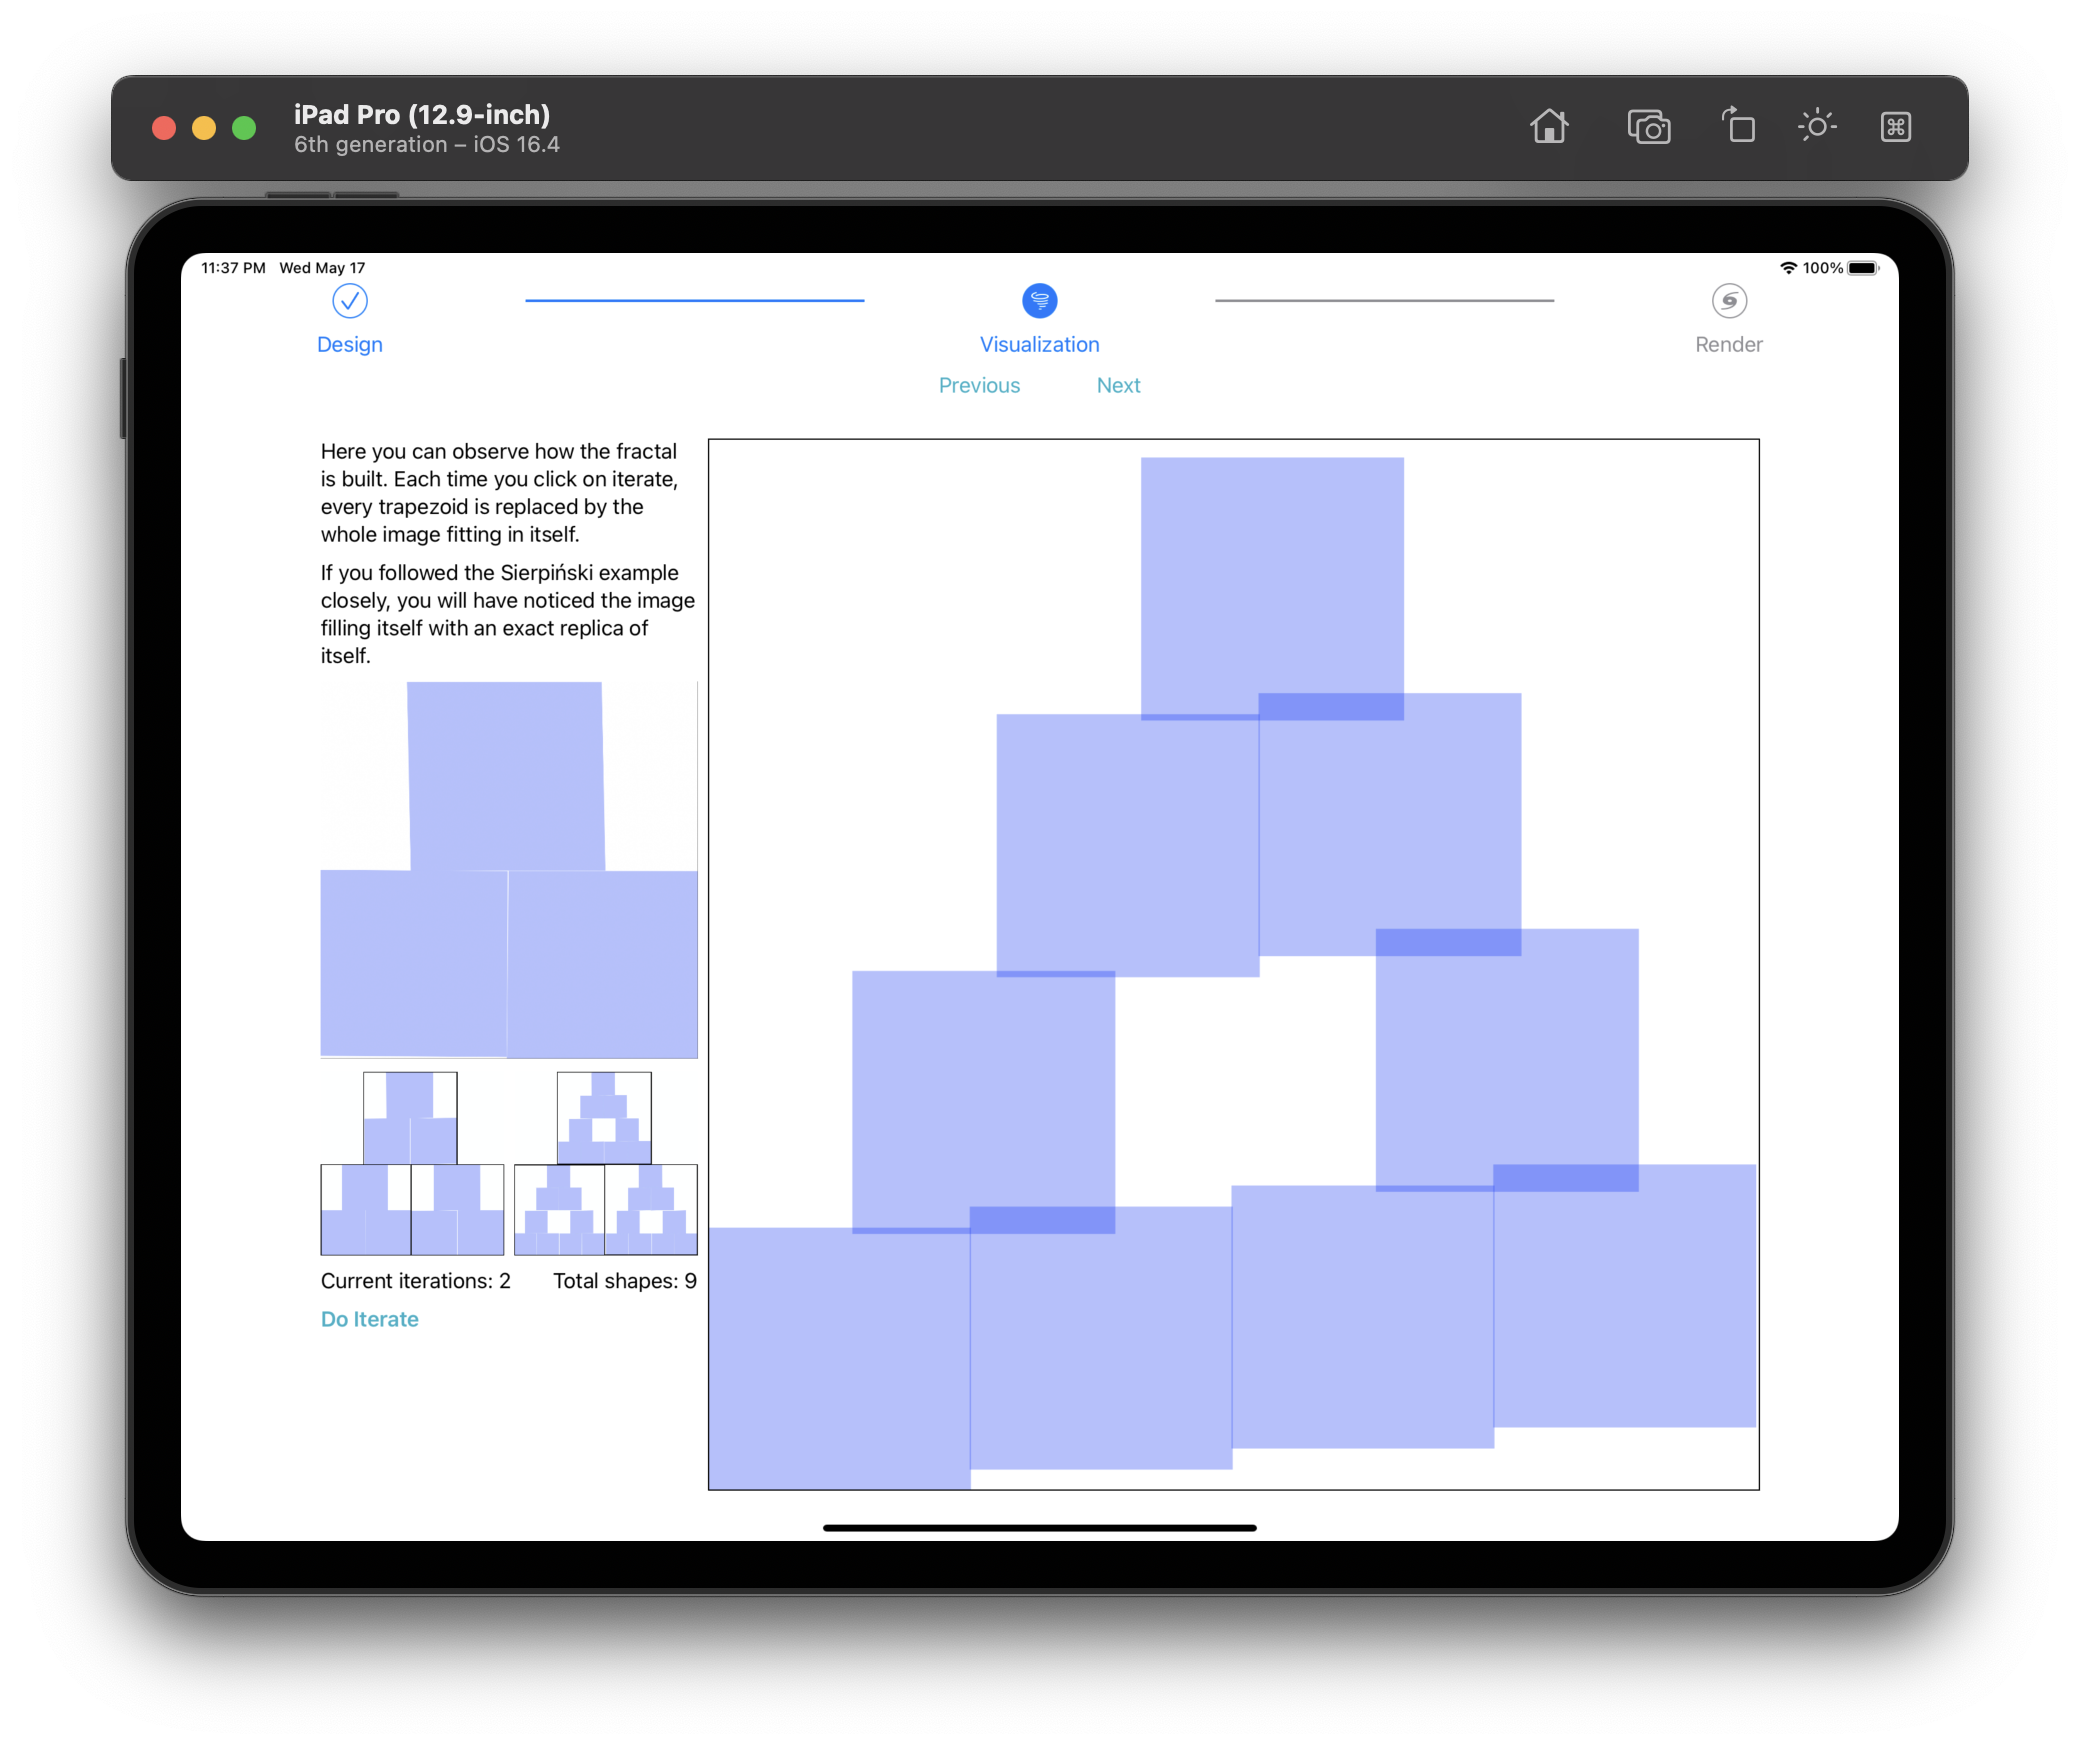 iPad Pro (12.9-inch)
6th generation – iOS 16.4
11:37 PM Wed May 17
100%
Design
Visualization
Render
Previous
Next
Here you can observe how the fractal
is built. Each time you click on iterate,
every trapezoid is replaced by the
whole image fitting in itself.
If you followed the Sierpiński example
closely, you will have noticed the image
filling itself with an exact replica of
itself.
Current iterations: 2
Total shapes: 9
Do Iterate